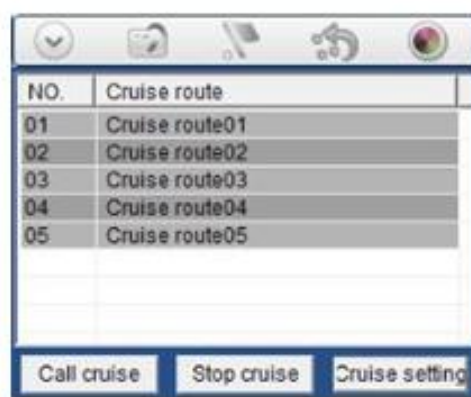 NO. Cruise route
01 Cruise route01
02 Cruise route02
03 Cruise route03
04 Cruise route04
05 Cruise route05
Call cruise Stop cruise Cruise setting